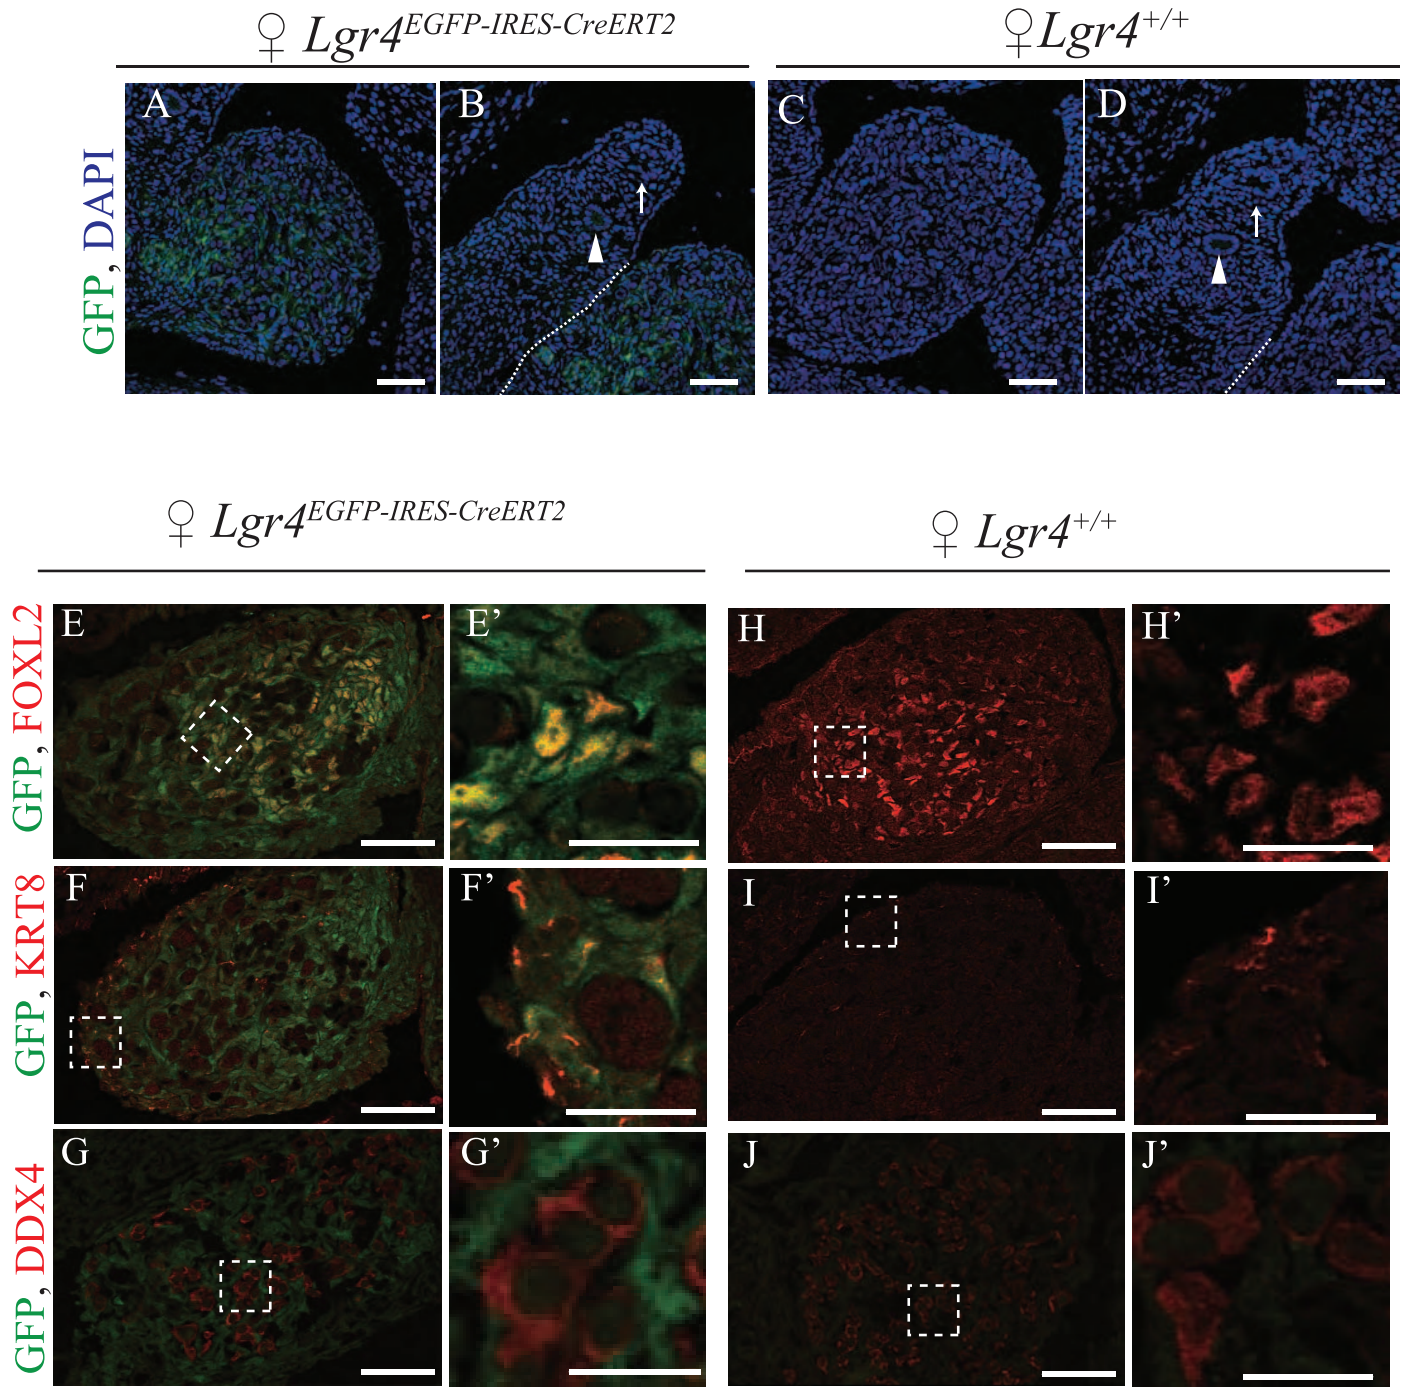 ♀ Lgr4EGFP-IRES-CreERT2
♀Lgr4+/+
GFP, DAPI
A
B
C
D
♀ Lgr4EGFP-IRES-CreERT2
♀ Lgr4+/+
GFP, FOXL2
E
E’
H
H’
GFP, KRT8
F
F’
I
I’
GFP, DDX4
G
G’
J
J’